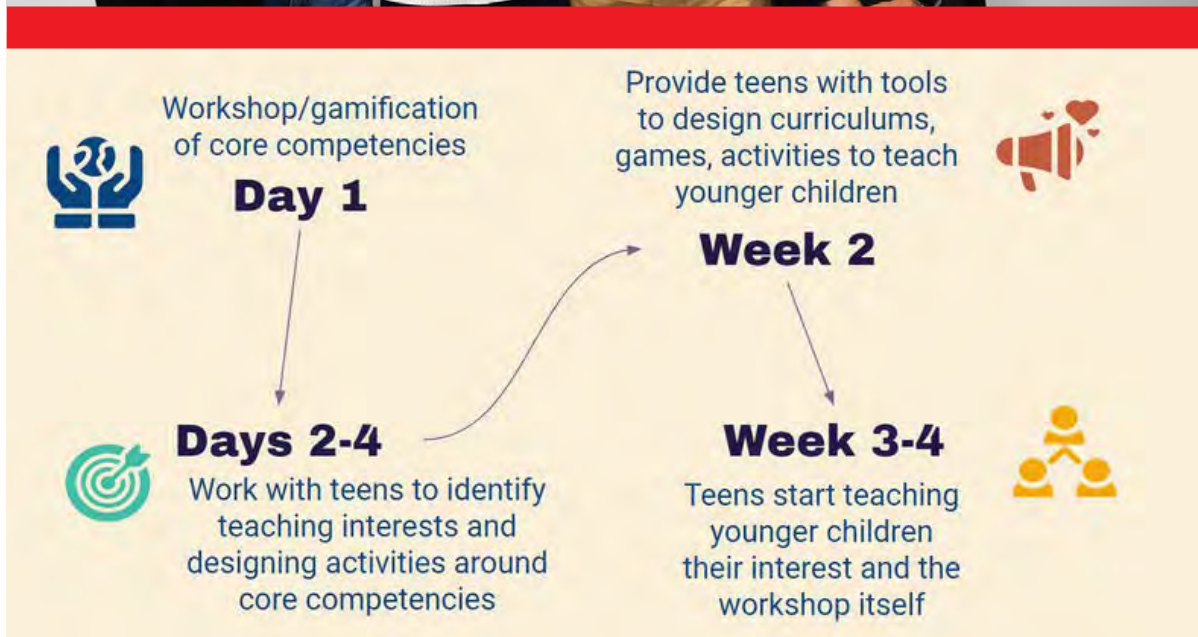 Workshop/gamification
of core competencies
Day 1
Days 2-4
Work with teens to identify
teaching interests and
designing activities around
core competencies
Provide teens with tools
to design curriculums,
games, activities to teach
younger children
Week 2
Week 3-4
Teens start teaching
younger children
their interest and the
workshop itself